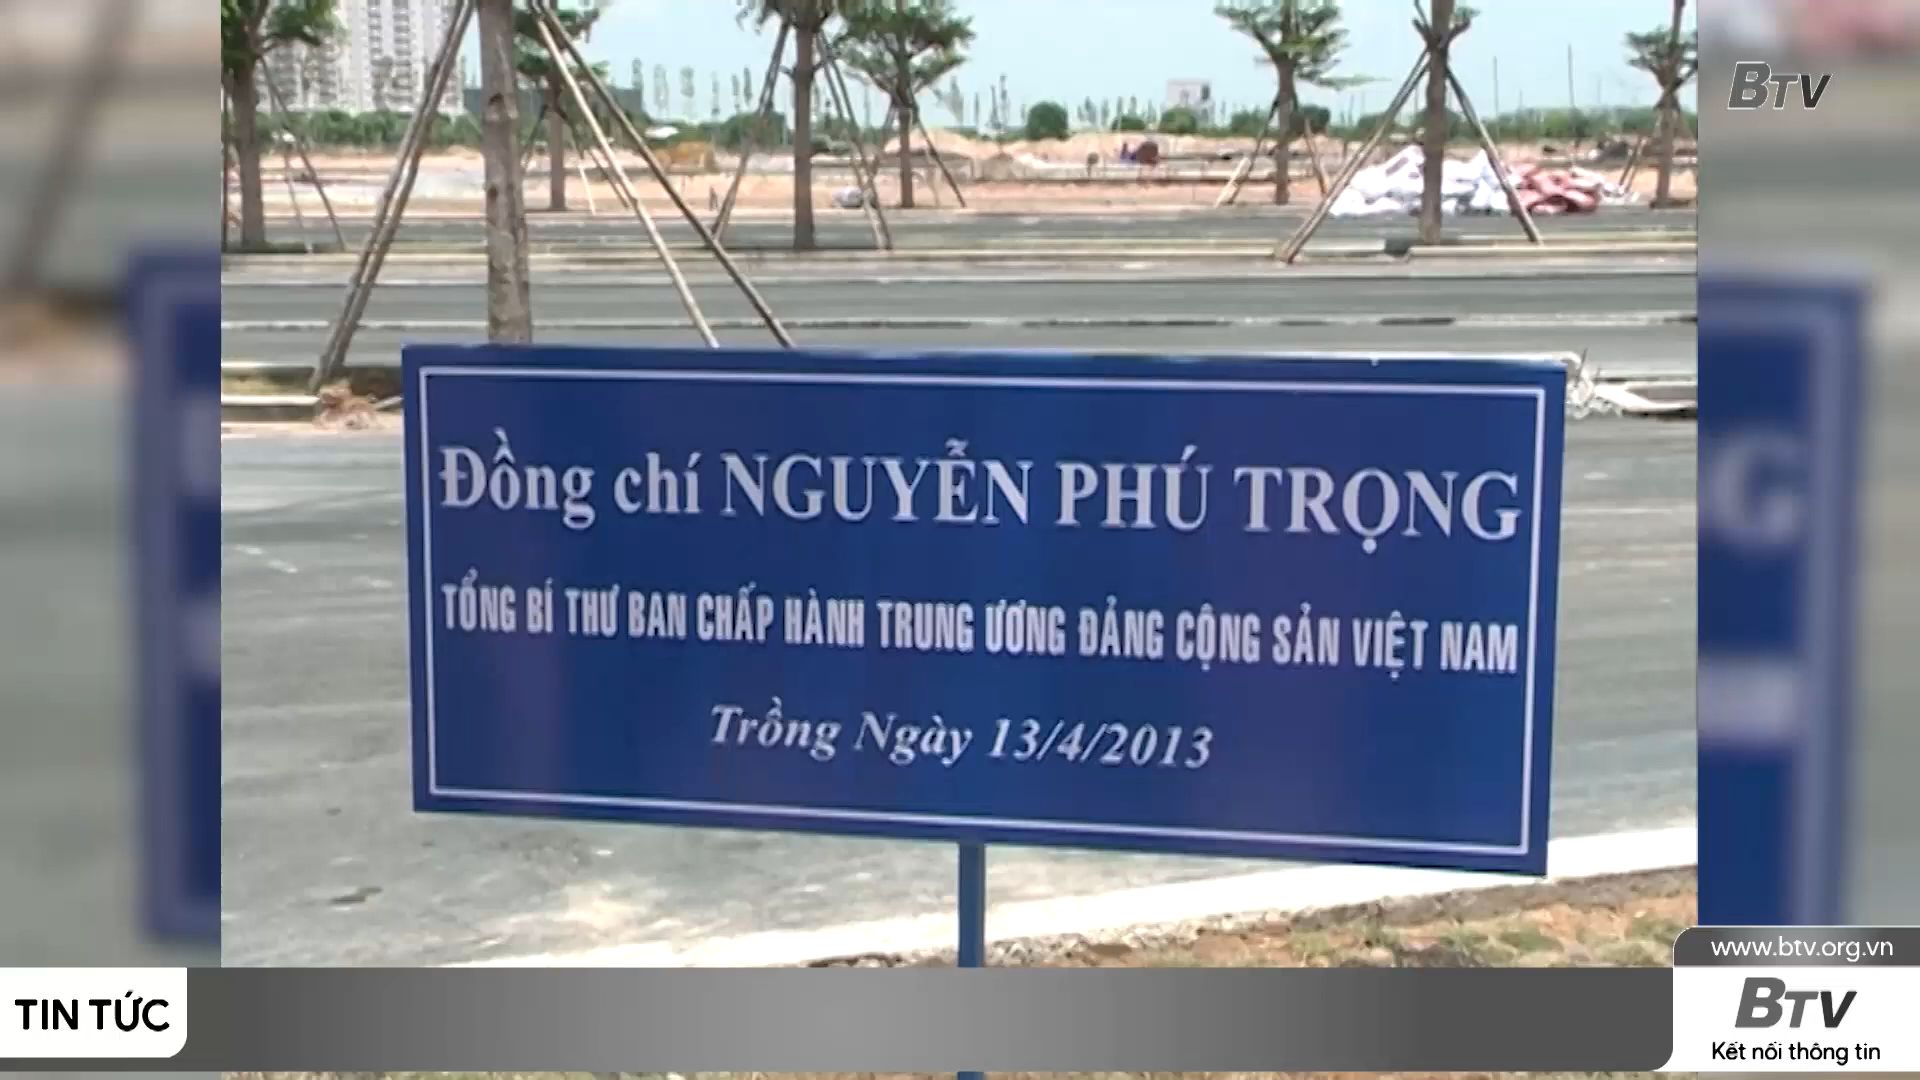 BTV
Đồng chí NGUYỄN PHÚ TRỌNG
TỔNG BÍ THƯ BAN CHẤP HÀNH TRUNG ƯƠNG ĐẢNG CỘNG SẢN VIỆT NAM
Trồng Ngày 13/4/2013
www.btv.org.vn
TIN TỨC
BTV
Kết nối thông tin